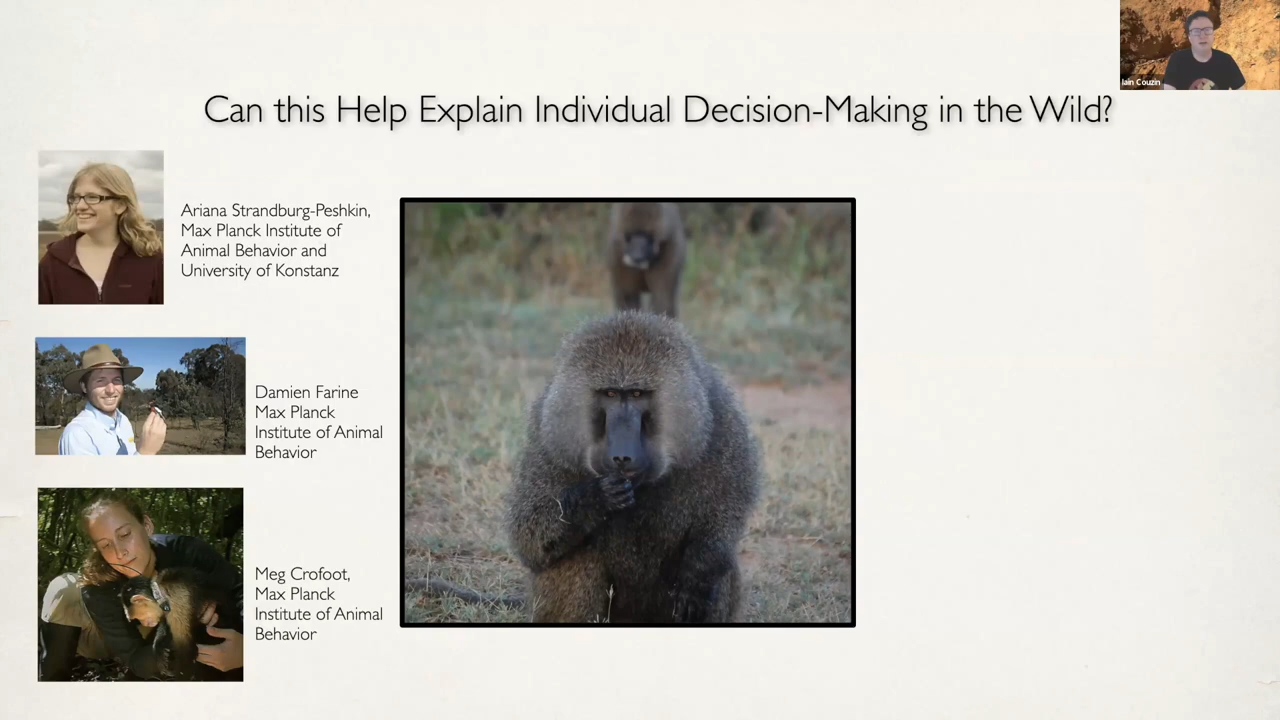 Iain Couzin
Can this Help Explain Individual Decision-Making in the Wild?
Ariana Strandburg-Peshkin,
Max Planck Institute of
Animal Behavior and
University of Konstanz
Damien Farine
Max Planck
Institute of Animal
Behavior
Meg Crofoot,
Max Planck
Institute of Animal
Behavior